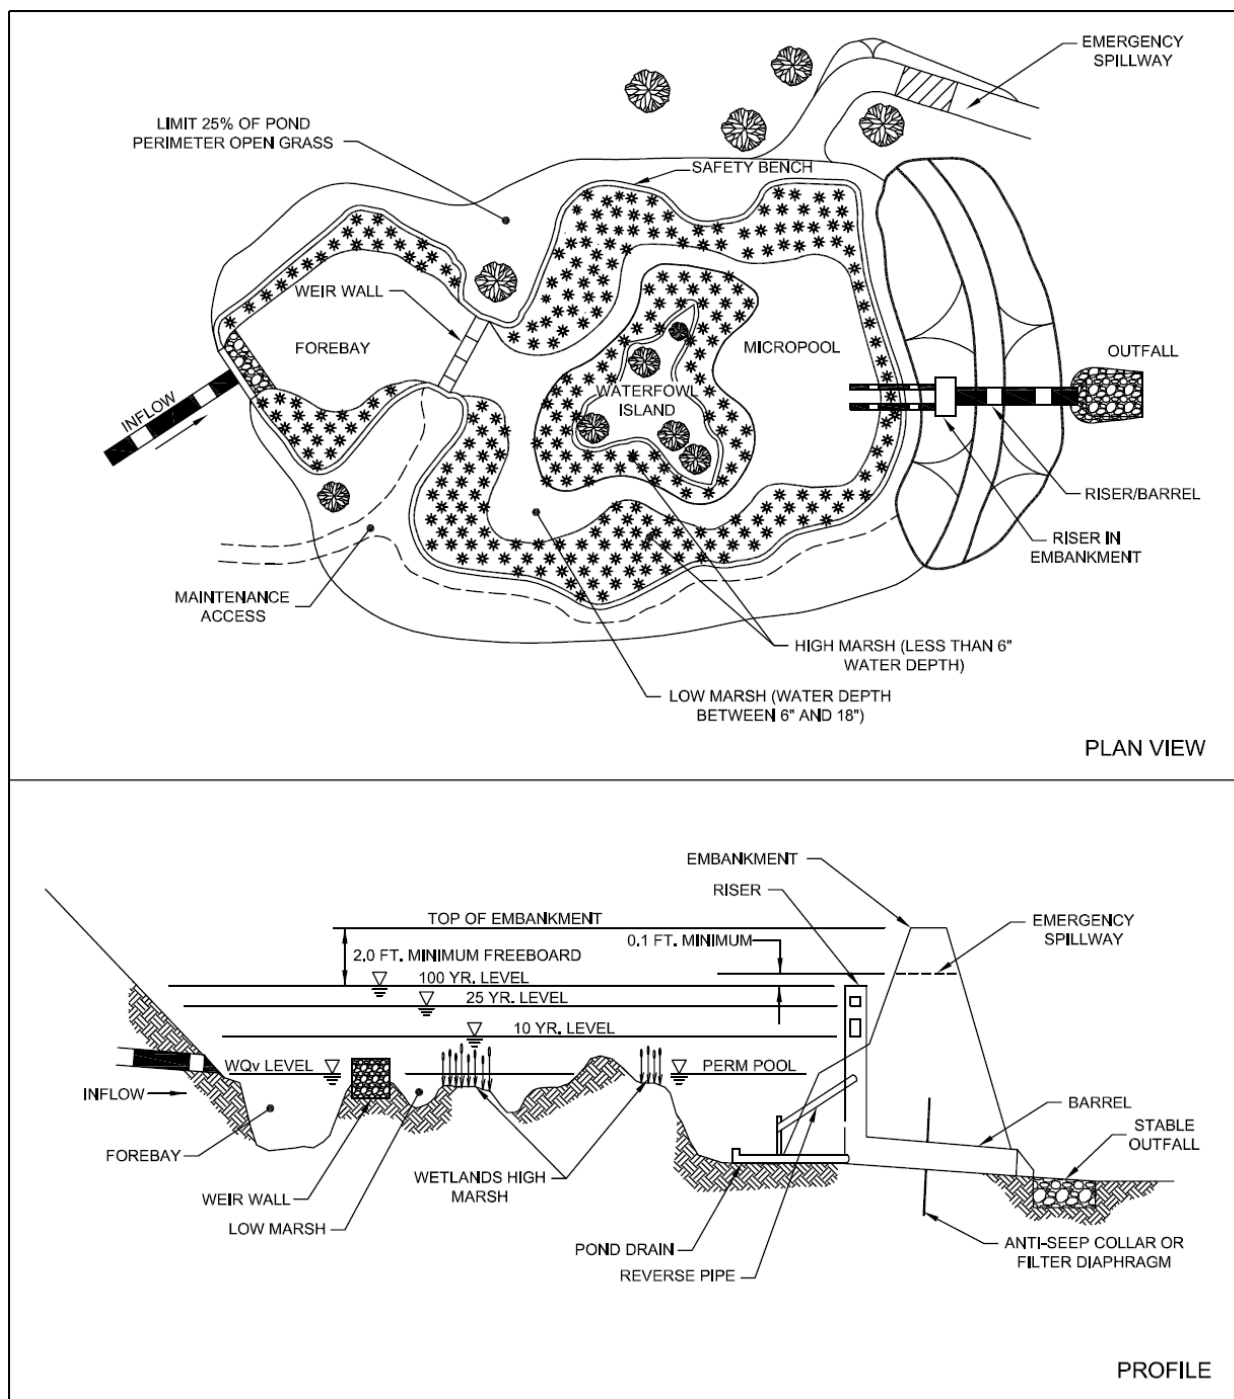 EMERGENCY
SPILLWAY
LIMIT 25% OF POND
PERIMETER OPEN GRASS
SAFETY BENCH
WEIR WALL
FOREBAY
MICROPOOL
OUTFALL
WATERFOWL
ISLAND
INFLOW
RISER/BARREL
RISER IN
EMBANKMENT
MAINTENANCE
ACCESS
HIGH MARSH (LESS THAN 6"
WATER DEPTH)
LOW MARSH (WATER DEPTH
BETWEEN 6" AND 18")
PLAN VIEW
EMBANKMENT
RISER
TOP OF EMBANKMENT
EMERGENCY
SPILLWAY
0.1 FT. MINIMUM
2.0 FT. MINIMUM FREEBOARD
100 YR. LEVEL
25 YR. LEVEL
10 YR. LEVEL
WQv LEVEL
PERM POOL
INFLOW
BARREL
STABLE
OUTFALL
FOREBAY
WETLANDS HIGH
MARSH
WEIR WALL
LOW MARSH
POND DRAIN
REVERSE PIPE
ANTI-SEEP COLLAR OR
FILTER DIAPHRAGM
PROFILE